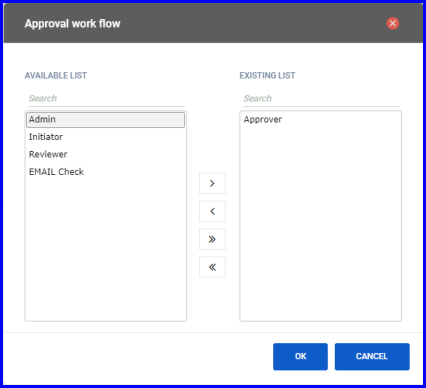 Approval work flow
AVAILABLE LIST
EXISTING LIST
Search
Search
Admin
Approver
Initiator
Reviewer
EMAIL Check
>
<
»
«
OK
CANCEL